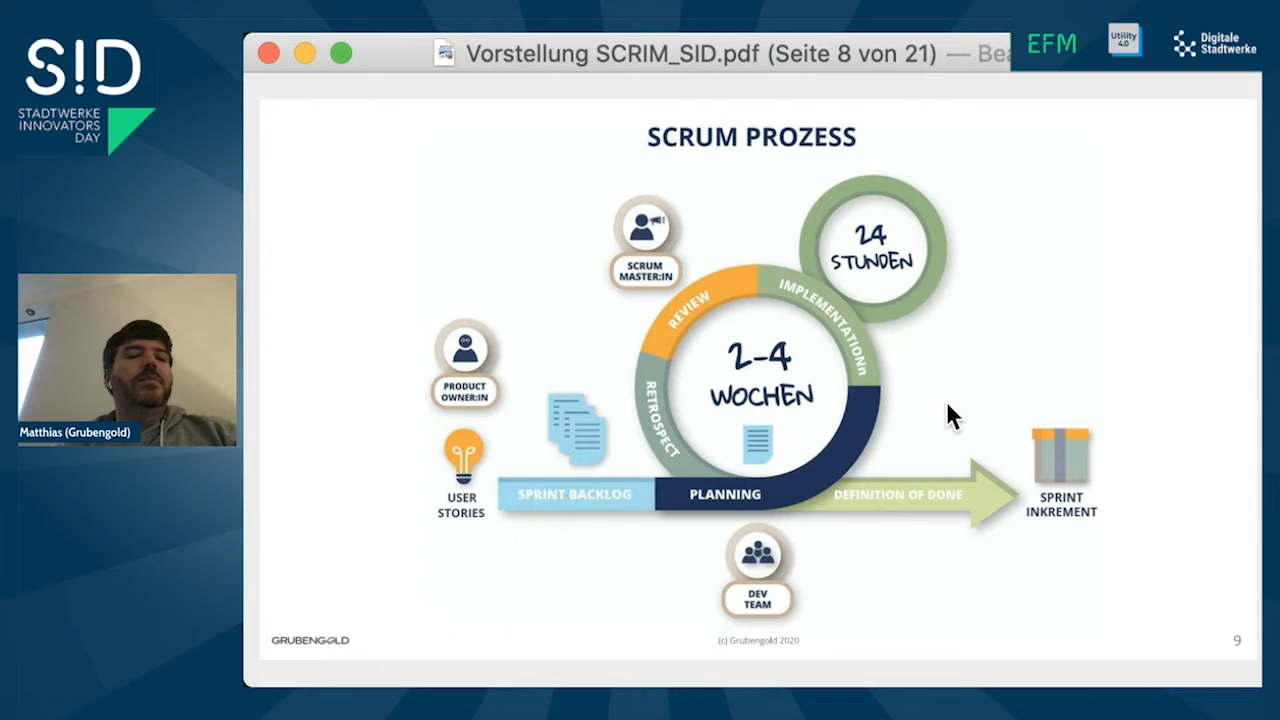 S!D
STADTWERKE
INNOVATORS
DAY
Vorstellung SCRIM_SID.pdf (Seite 8 von 21) — Bea
EFM
Utility
4.0
Digitale
Stadtwerke
SCRUM PROZESS
24
STUNDEN
SCRUM
MASTER:IN
REVIEW
IMPLEMENTATIONn
2-4
WOCHEN
RETROSPECT
PRODUCT
OWNER:IN
Matthias (Grubengold)
USER
STORIES
SPRINT BACKLOG
PLANNING
DEFINITION OF DONE
SPRINT
INKREMENT
DEV
TEAM
GRUBENGOLD
(c) Grubengold 2020
9